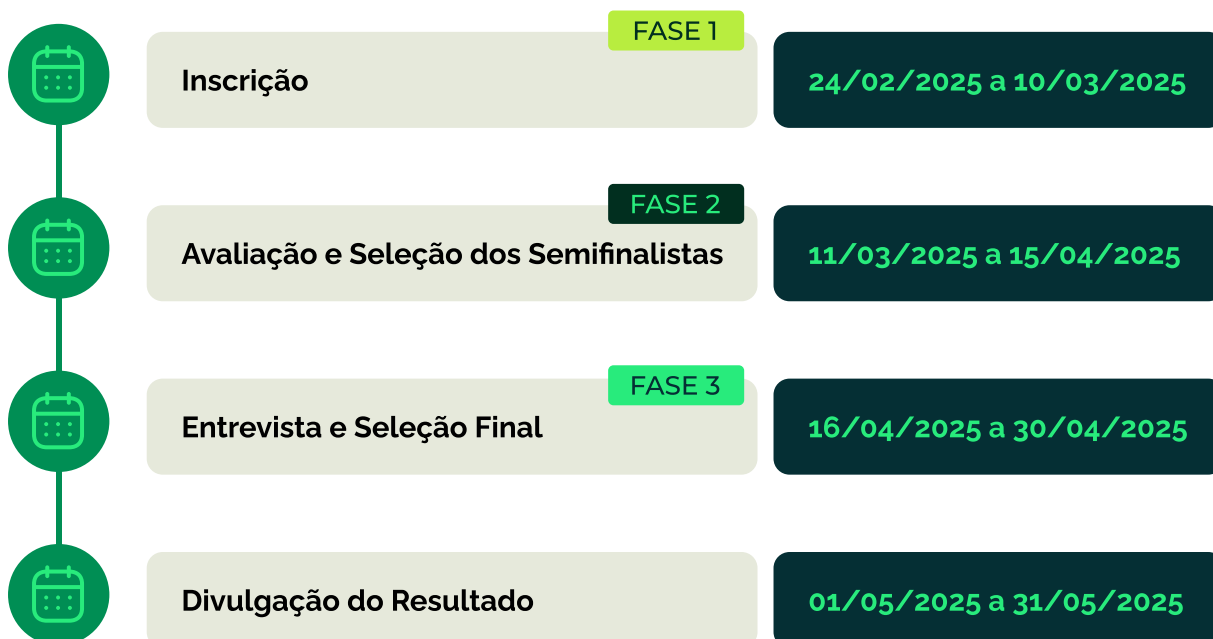 FASE 1
Inscrição
24/02/2025 a 10/03/2025
FASE 2
Avaliação e Seleção dos Semifinalistas
11/03/2025 a 15/04/2025
FASE 3
Entrevista e Seleção Final
16/04/2025 a 30/04/2025
Divulgação do Resultado
01/05/2025 a 31/05/2025